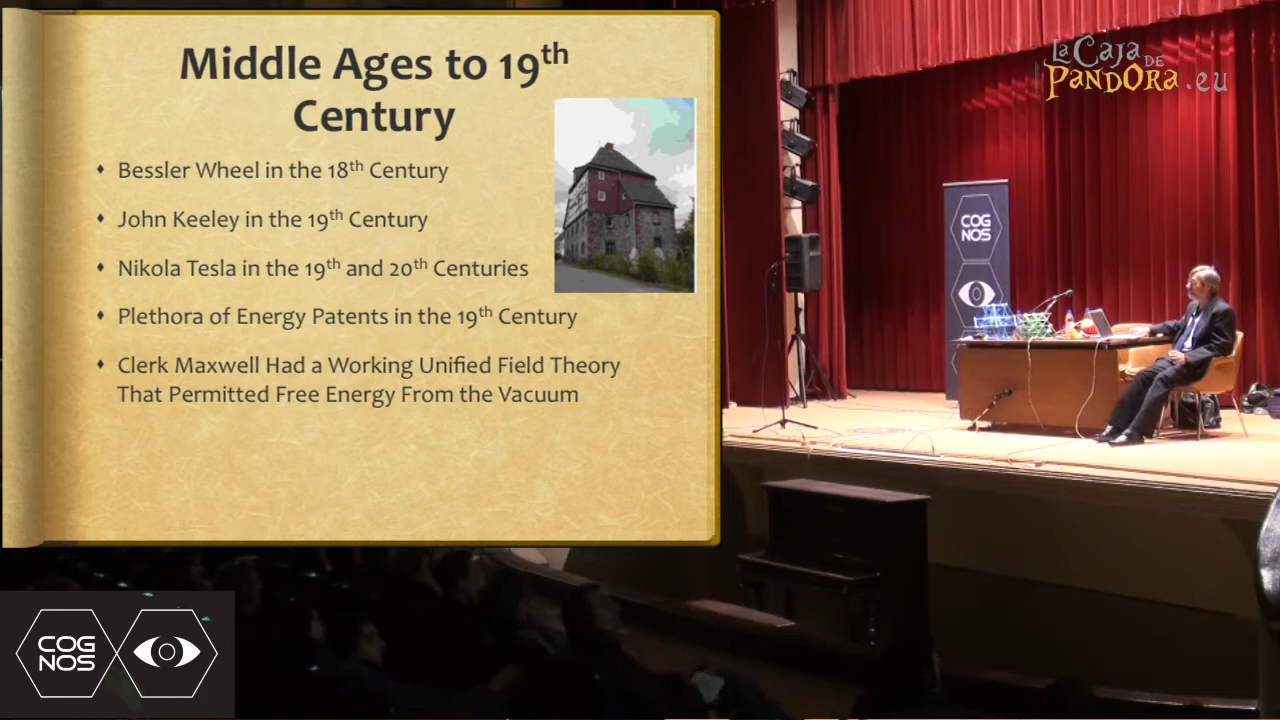 Middle Ages to 19th
Century
Bessler Wheel in the 18th Century
John Keeley in the 19th Century
Nikola Tesla in the 19th and 20th Centuries
Plethora of Energy Patents in the 19th Century
Clerk Maxwell Had a Working Unified Field Theory
That Permitted Free Energy From the Vacuum
La Caja
DE
PANDORA.eu
COG
NOS
COG
NOS